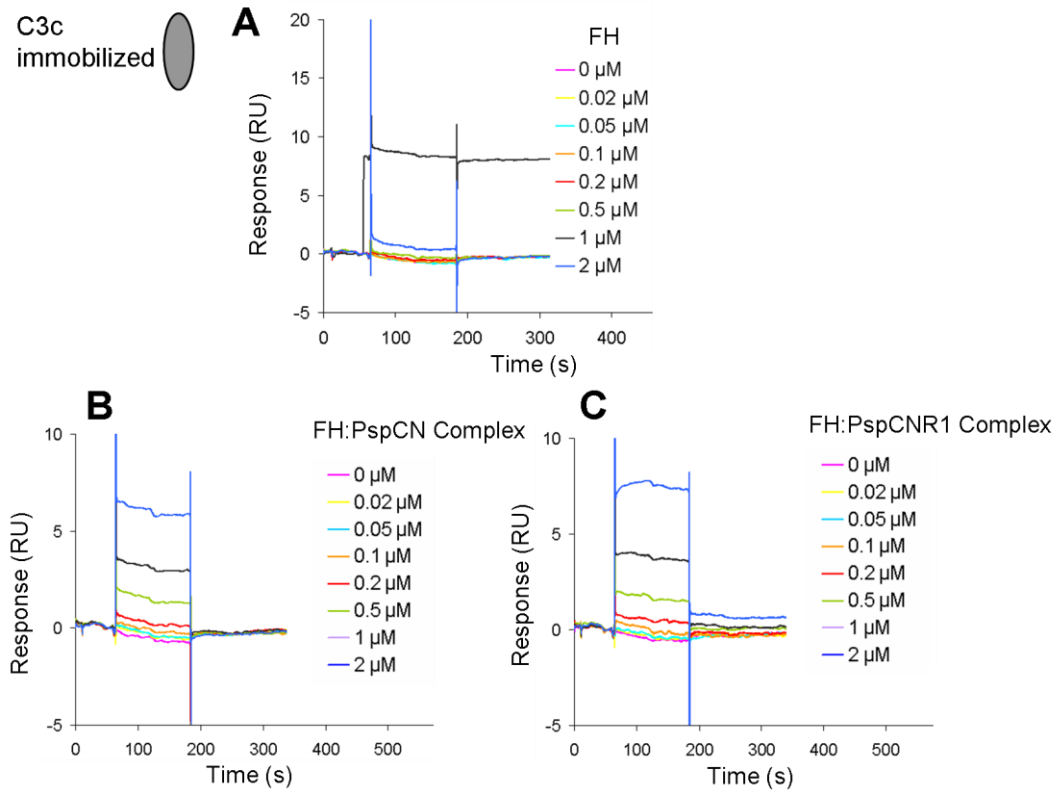 C3c
immobilized
A
20
15
10
5
0
-5
Response (RU)
0 100 200 300 400
Time (s)
FH
0 µM
0.02 µM
0.05 µM
0.1 µM
0.2 µM
0.5 µM
1 µM
2 µM
B
10
5
0
-5
Response (RU)
0 100 200 300 400 500
Time (s)
FH:PspCN Complex
0 µM
0.02 µM
0.05 µM
0.1 µM
0.2 µM
0.5 µM
1 µM
2 µM
C
10
5
0
-5
Response (RU)
0 100 200 300 400 500
Time (s)
FH:PspCNR1 Complex
0 µM
0.02 µM
0.05 µM
0.1 µM
0.2 µM
0.5 µM
1 µM
2 µM